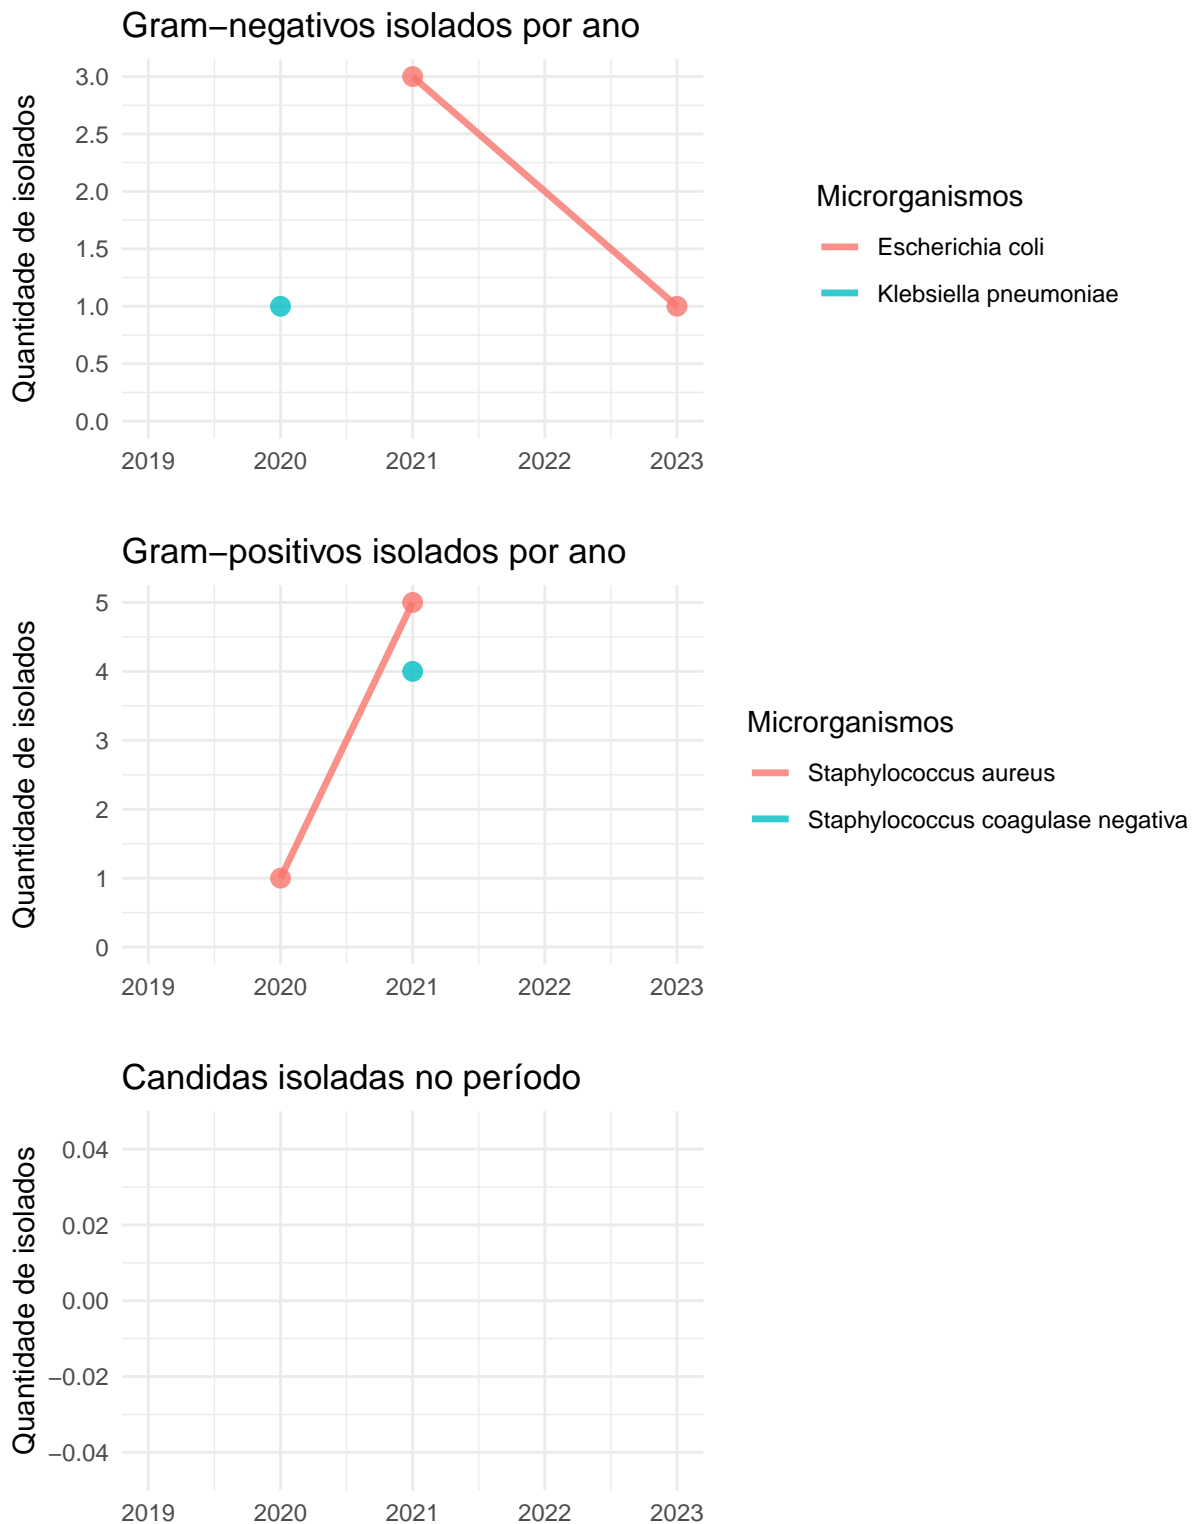 Gram−negativos isolados por ano
Quantidade de isolados
3.0
2.5
2.0
1.5
1.0
0.5
0.0
2019 2020 2021 2022 2023
Microrganismos
Escherichia coli
Klebsiella pneumoniae
Gram−positivos isolados por ano
Quantidade de isolados
5
4
3
2
1
0
2019 2020 2021 2022 2023
Microrganismos
Staphylococcus aureus
Staphylococcus coagulase negativa
Candidas isoladas no período
Quantidade de isolados
0.04
0.02
0.00
−0.02
−0.04
2019 2020 2021 2022 2023